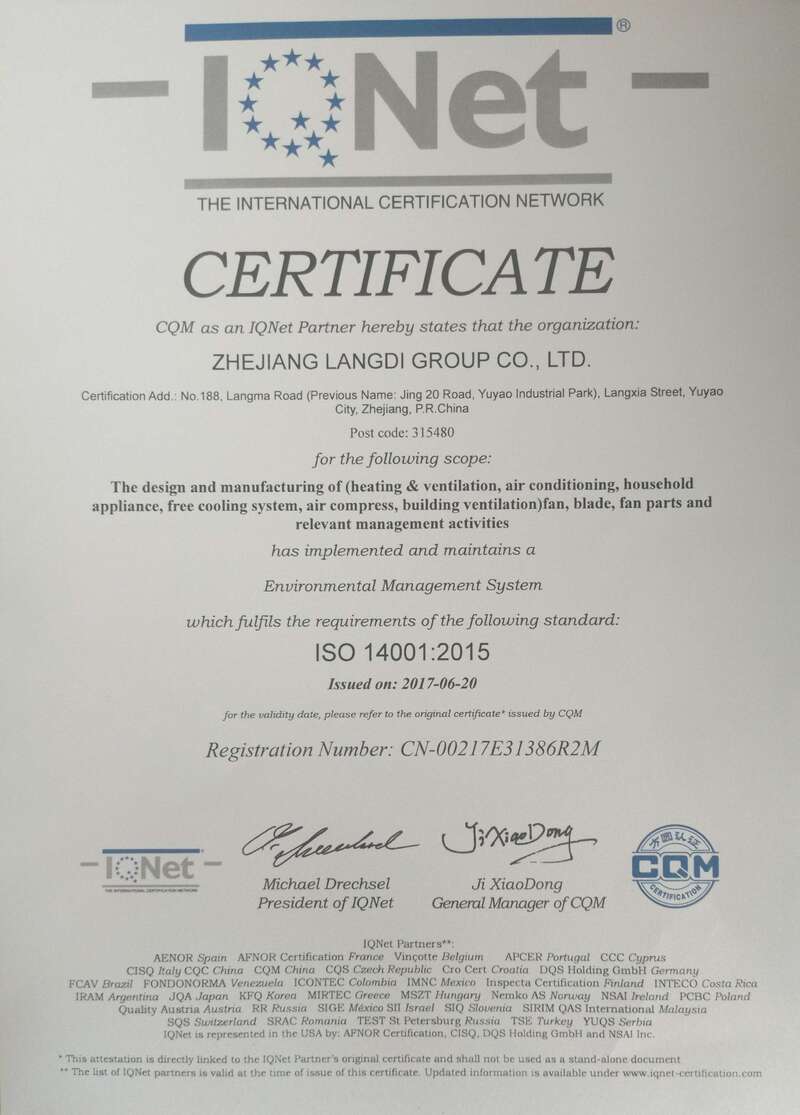 IQNet ®
THE INTERNATIONAL CERTIFICATION NETWORK
CERTIFICATE
CQM as an IQNet Partner hereby states that the organization:
ZHEJIANG LANGDI GROUP CO., LTD.
Certification Add.: No.188, Langma Road (Previous Name: Jing 20 Road, Yuyao Industrial Park), Langxia Street, Yuyao
City, Zhejiang, P.R.China
Post code: 315480
for the following scope:
The design and manufacturing of (heating & ventilation, air conditioning, household
appliance, free cooling system, air compress, building ventilation)fan, blade, fan parts and
relevant management activities
has implemented and maintains a
Environmental Management System
which fulfils the requirements of the following standard:
ISO 14001:2015
Issued on: 2017-06-20
for the validity date, please refer to the original certificate* issued by CQM
Registration Number: CN-00217E31386R2M
JiXiaoDong
IQNet
THE INTERNATIONAL CERTIFICATION NETWORK
方圆认证
CQM
CERTIFICATION
Michael Drechsel Ji XiaoDong
President of IQNet General Manager of CQM
IQNet Partners**:
AENOR Spain AFNOR Certification France Vinçotte Belgium APCER Portugal CCC Cyprus
CISQ Italy CQC China CQM China CQS Czech Republic Cro Cert Croatia DQS Holding GmbH Germany
FCAV Brazil FONDONORMA Venezuela ICONTEC Colombia IMNC Mexico Inspecta Certification Finland INTECO Costa Rica
IRAM Argentina JQA Japan KFQ Korea MIRTEC Greece MSZT Hungary Nemko AS Norway NSAI Ireland PCBC Poland
Quality Austria Austria RR Russia SIGE México SII Israel SIQ Slovenia SIRIM QAS International Malaysia
SQS Switzerland SRAC Romania TEST St Petersburg Russia TSE Turkey YUQS Serbia
IQNet is represented in the USA by: AFNOR Certification, CISQ, DQS Holding GmbH and NSAI Inc.
* This attestation is directly linked to the IQNet Partner's original certificate and shall not be used as a stand-alone document
** The list of IQNet partners is valid at the time of issue of this certificate. Updated information is available under www.iqnet-certification.com